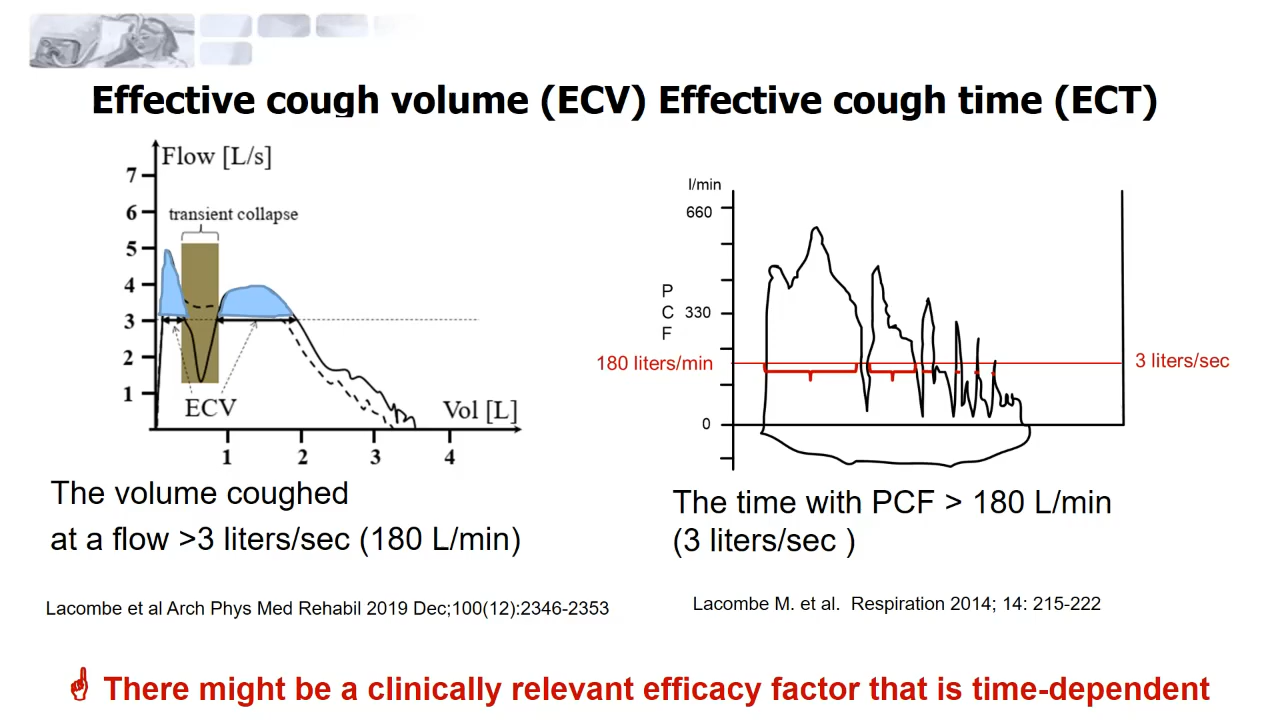 Effective cough volume (ECV) Effective cough time (ECT)
Flow [L/s]
7
6
5
4
3
2
1
transient collapse
ECV
Vol [L]
1
2
3
4
The volume coughed
at a flow >3 liters/sec (180 L/min)
Lacombe et al Arch Phys Med Rehabil 2019 Dec;100(12):2346-2353
l/min
660
P
C
F
330
180 liters/min
3 liters/sec
0
The time with PCF > 180 L/min
(3 liters/sec )
Lacombe M. et al. Respiration 2014; 14: 215-222
☝ There might be a clinically relevant efficacy factor that is time-dependent